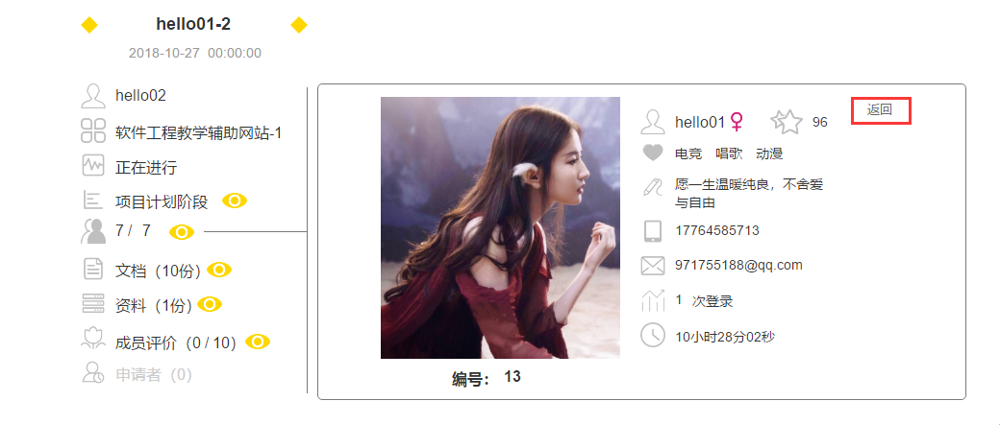 hello01-2
2018-10-27 00:00:00
hello02
软件工程教学辅助网站-1
正在进行
项目计划阶段
7 / 7
文档（10份）
资料（1份）
成员评价（0 / 10）
申请者（0）
编号： 13
hello01 96
返回
电竞 唱歌 动漫
愿一生温暖纯良，不舍爱
与自由
17764585713
971755188@qq.com
1 次登录
10小时28分02秒